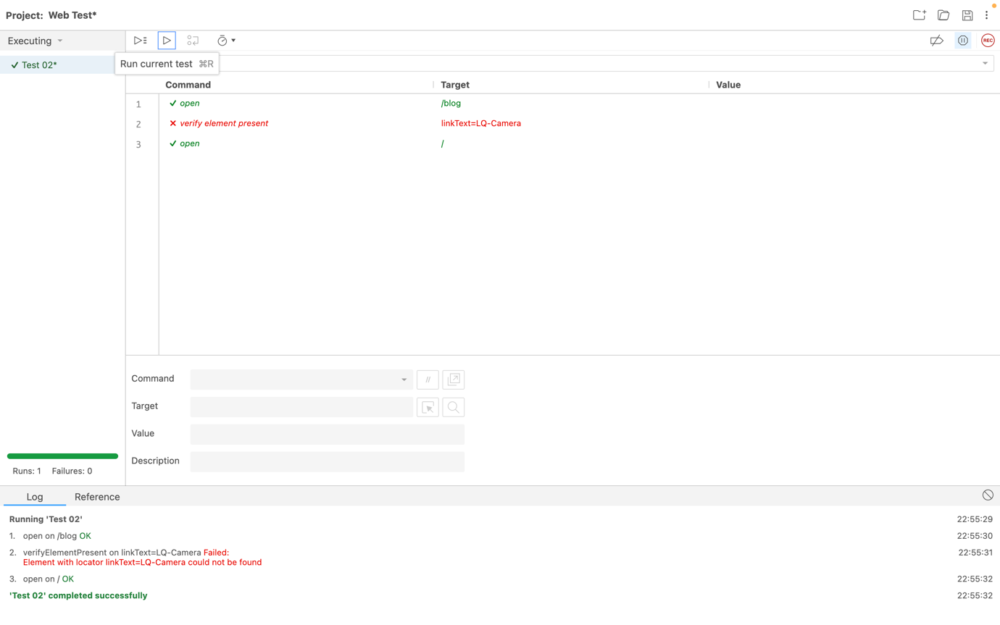 Project: Web Test*
Executing
REC
Test 02*
Run current test ⌘R
Command Target Value
1 open /blog
2 verify element present linkText=LQ-Camera
3 open /
Command //
Target
Value
Description
Runs: 1 Failures: 0
Log Reference
Running 'Test 02' 22:55:29
1. open on /blog OK 22:55:30
2. verifyElementPresent on linkText=LQ-Camera Failed: 22:55:31
Element with locator linkText=LQ-Camera could not be found
3. open on / OK 22:55:32
'Test 02' completed successfully 22:55:32